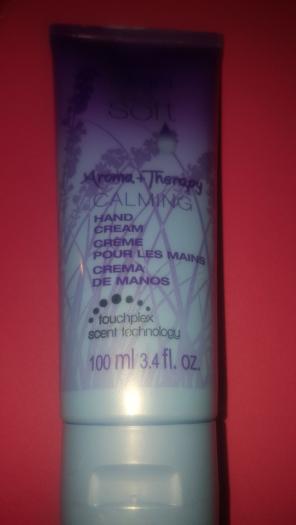 soft
Aroma+Therapy
CALMING
HAND
CREAM
CRÈME
POUR LES MAINS
CREMA
DE MANOS
touchplex
scent technology
100 ml 3.4 fl. oz.